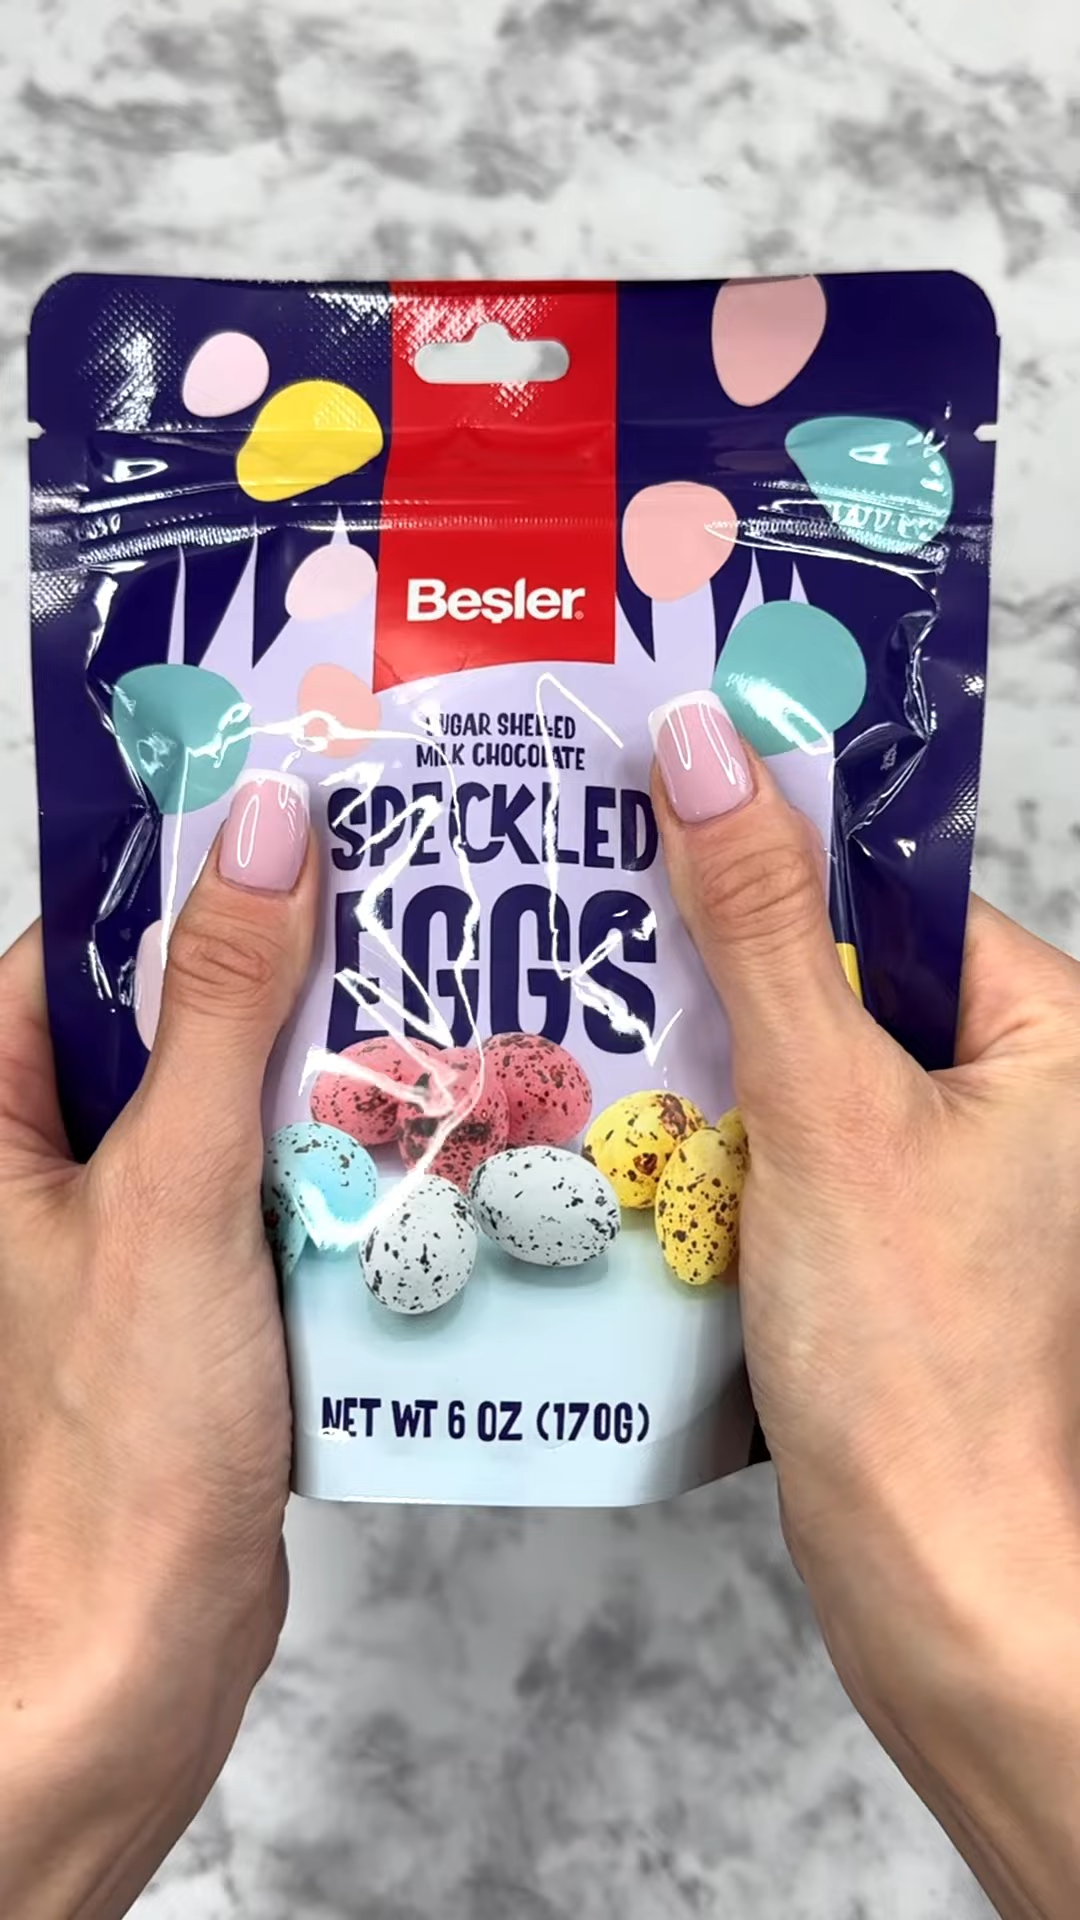 Beşler
SUGAR SHELLED
MILK CHOCOLATE
SPECKLED
EGGS
NET WT 6 OZ (170G)